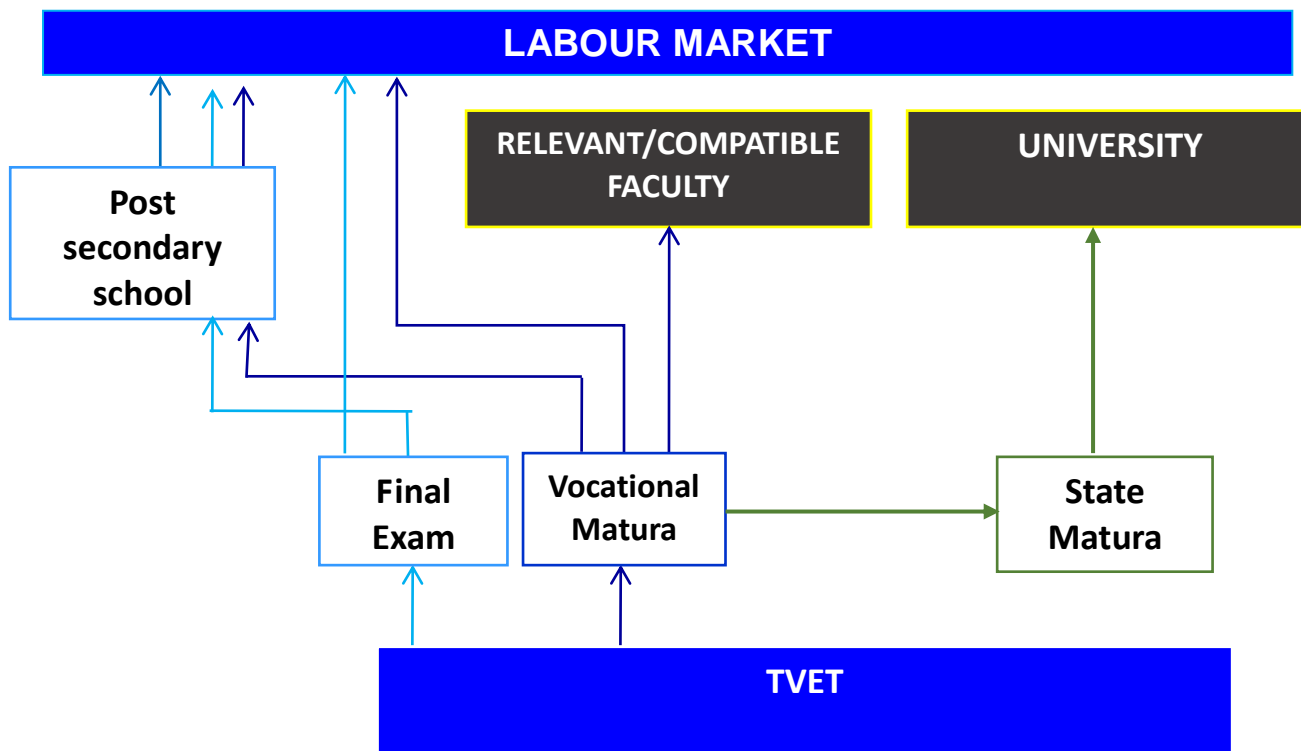 LABOUR MARKET
RELEVANT/COMPATIBLE
FACULTY
UNIVERSITY
Post
secondary
school
Final
Exam
Vocational
Matura
State
Matura
TVET